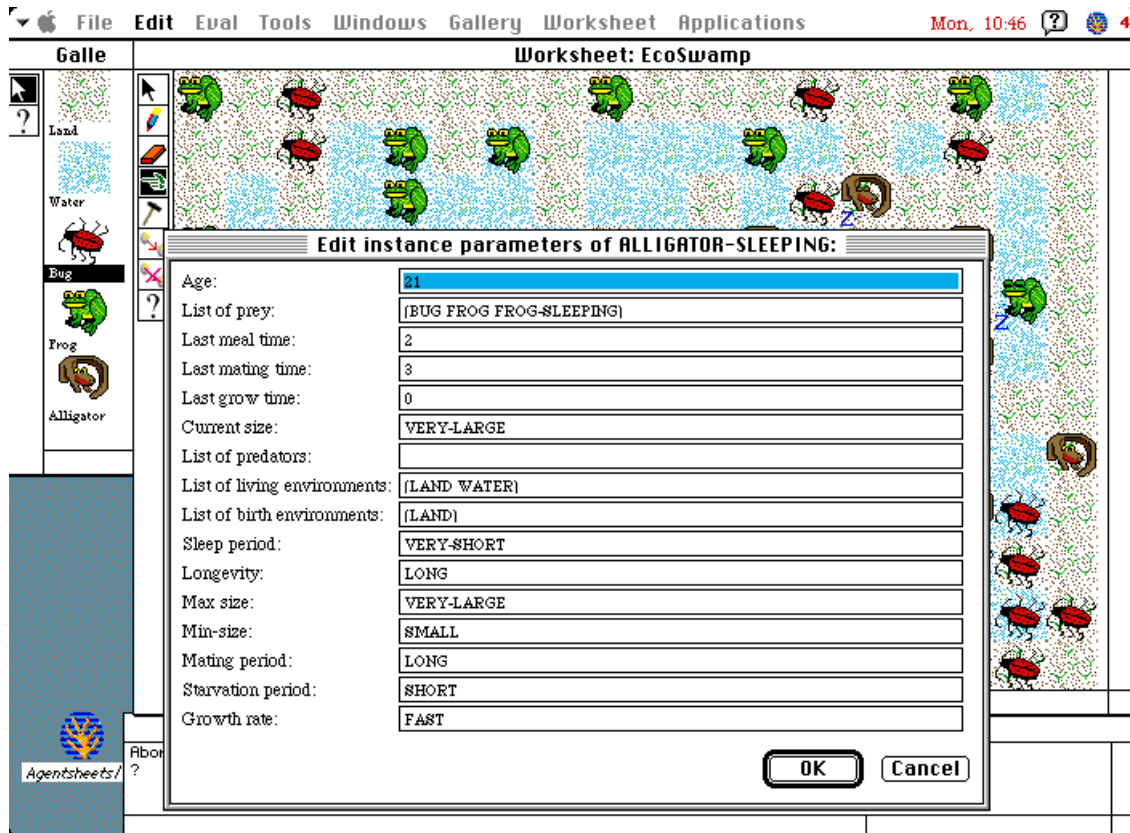 File Edit Eval Tools Windows Gallery Worksheet Applications Mon, 10:46 ? 4
Galle
Worksheet: EcoSwamp
?
Land
Water
Bug
Frog
Alligator
?
Z
Z
Edit instance parameters of ALLIGATOR-SLEEPING:
Age: 21
List of prey: (BUG FROG FROG-SLEEPING)
Last meal time: 2
Last mating time: 3
Last grow time: 0
Current size: VERY-LARGE
List of predators:
List of living environments: (LAND WATER)
List of birth environments: (LAND)
Sleep period: VERY-SHORT
Longevity: LONG
Max size: VERY-LARGE
Min-size: SMALL
Mating period: LONG
Starvation period: SHORT
Growth rate: FAST
OK Cancel
Abor
?
Agentsheets/